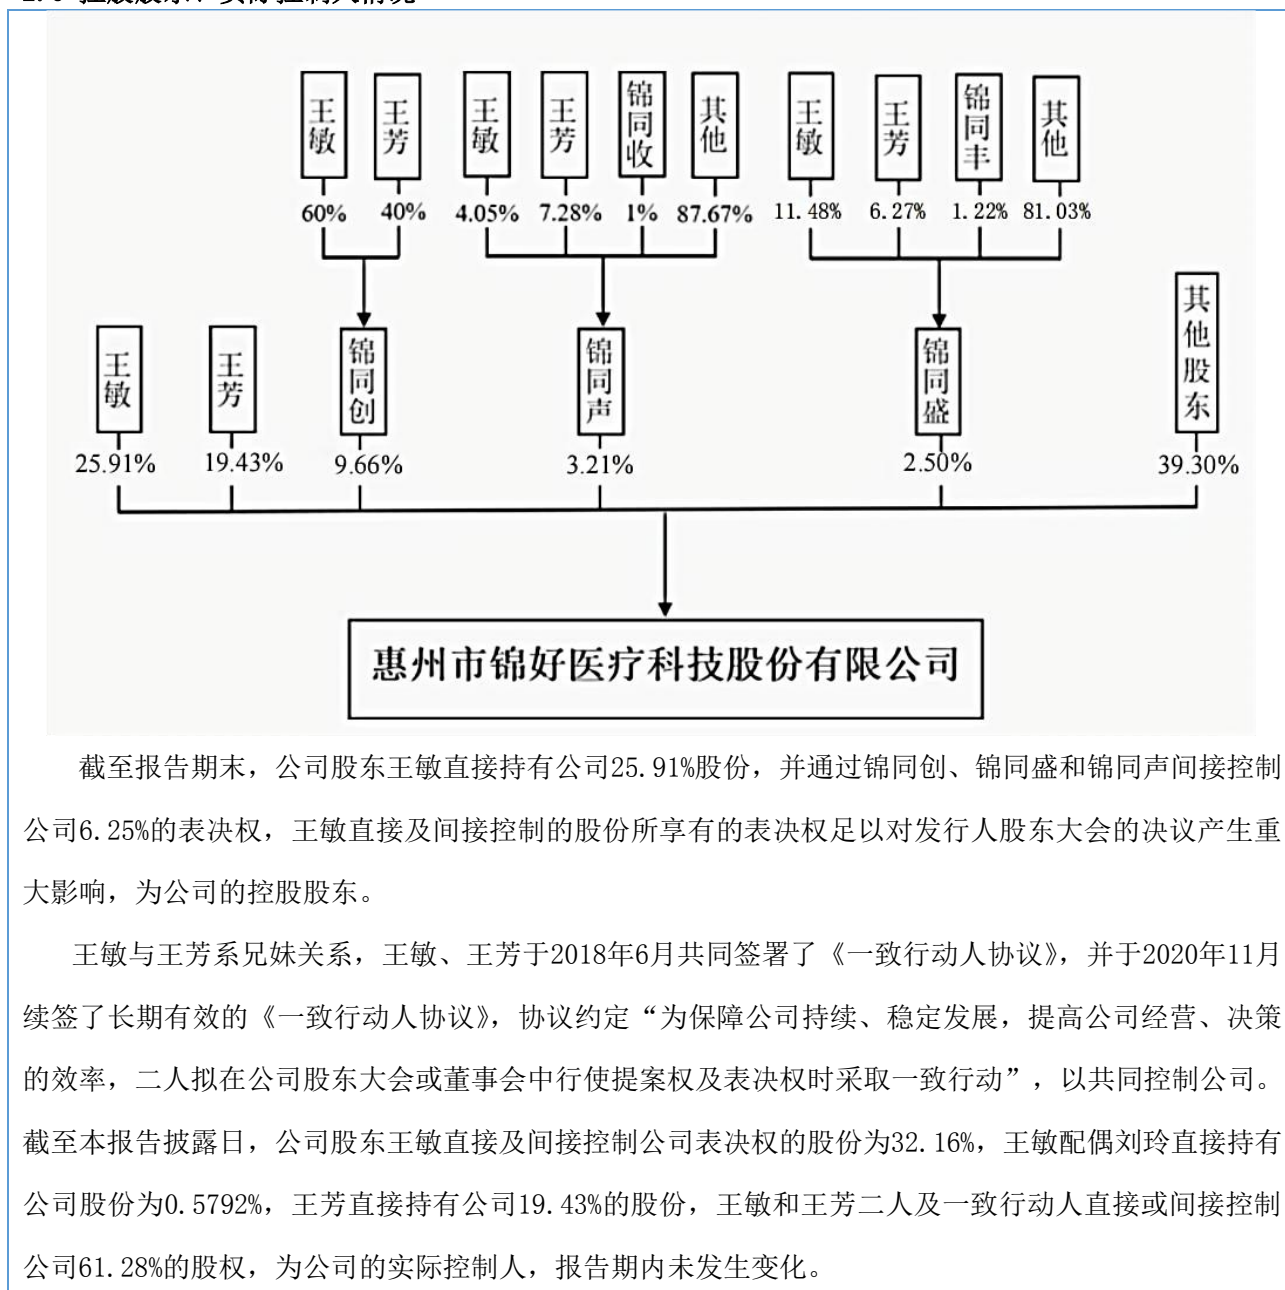 王敏 王芳 王敏 王芳 锦同收 其他 王敏 王芳 锦同丰 其他
60% 40% 4.05% 7.28% 1% 87.67% 11.48% 6.27% 1.22% 81.03%
王敏 王芳 锦同创 锦同声 锦同盛 其他股东
25.91% 19.43% 9.66% 3.21% 2.50% 39.30%
惠州市锦好医疗科技股份有限公司
截至报告期末，公司股东王敏直接持有公司25.91%股份，并通过锦同创、锦同盛和锦同声间接控制
公司6.25%的表决权，王敏直接及间接控制的股份所享有的表决权足以对发行人股东大会的决议产生重
大影响，为公司的控股股东。
王敏与王芳系兄妹关系，王敏、王芳于2018年6月共同签署了《一致行动人协议》，并于2020年11月
续签了长期有效的《一致行动人协议》，协议约定“为保障公司持续、稳定发展，提高公司经营、决策
的效率，二人拟在公司股东大会或董事会中行使提案权及表决权时采取一致行动”，以共同控制公司。
截至本报告披露日，公司股东王敏直接及间接控制公司表决权的股份为32.16%，王敏配偶刘玲直接持有
公司股份为0.5792%，王芳直接持有公司19.43%的股份，王敏和王芳二人及一致行动人直接或间接控制
公司61.28%的股权，为公司的实际控制人，报告期内未发生变化。